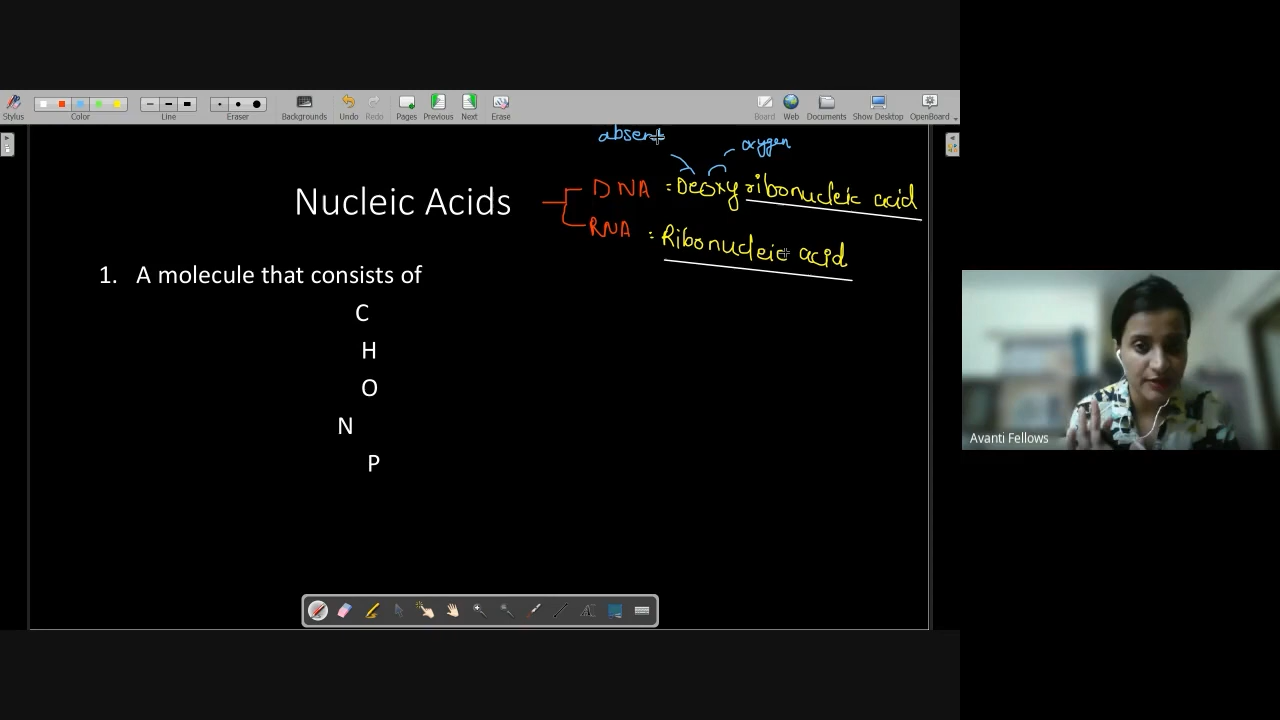 Stylus
Color
Line
Eraser
Backgrounds
Undo
Redo
Pages
Previous
Next
Erase
Board
Web
Documents
Show Desktop
OpenBoard
absent
oxygen
Nucleic Acids
DNA = Deoxy ribonucleic acid
RNA : Ribonucleic acid
1. A molecule that consists of
C
H
O
N
P
Avanti Fellows